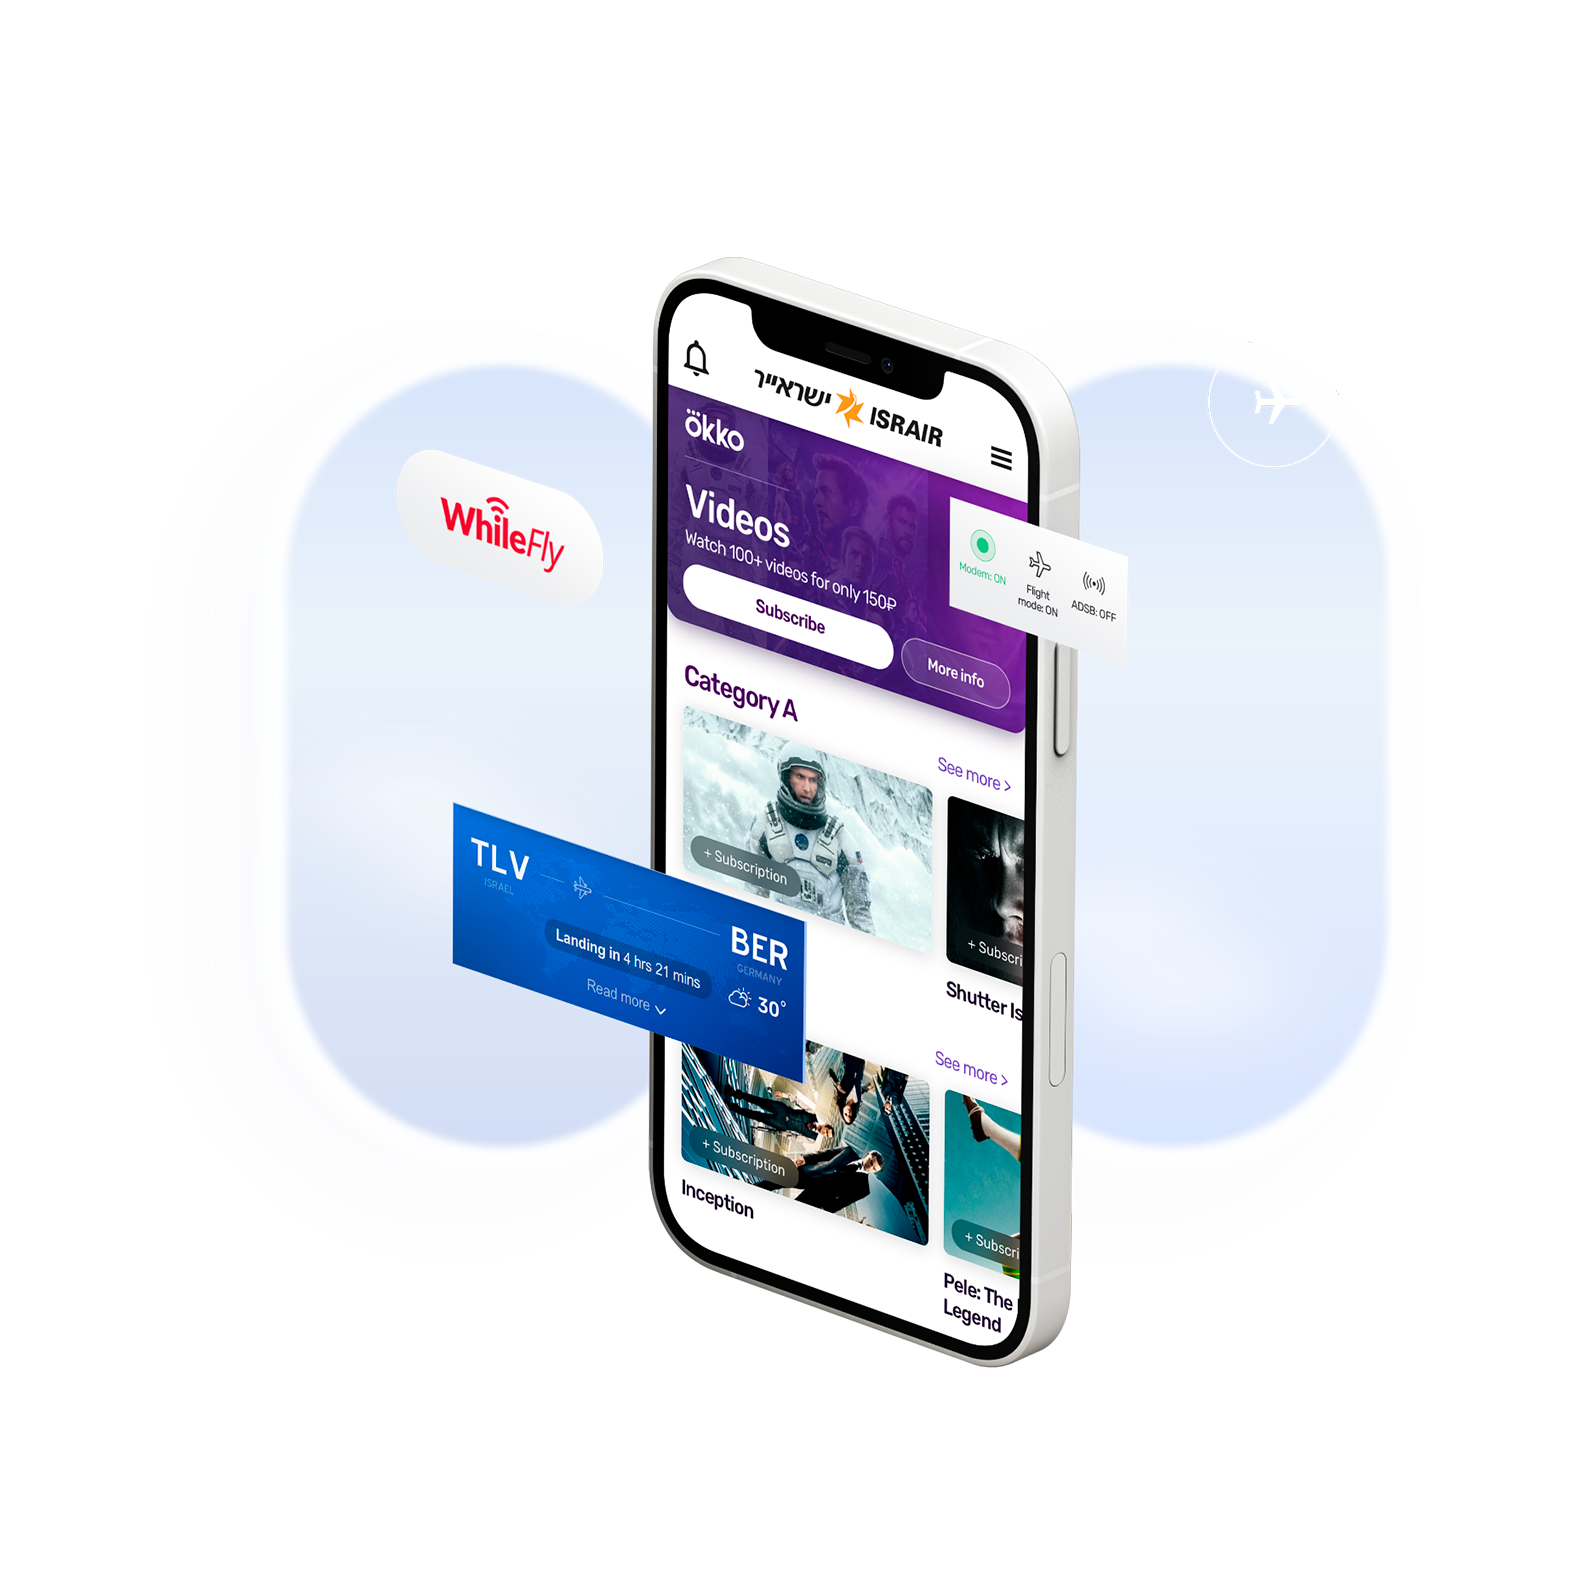 ישראייר ISRAIR
okko
Videos
Watch 100+ videos for only 150₽
Subscribe
More info
WhileFly
Modem: ON
Flight
mode: ON
ADSB: OFF
Category A
See more >
+ Subscription
+ Subscri
Shutter Is
TLV
ISRAEL
BER
GERMANY
Landing in 4 hrs 21 mins
Read more
30°
See more >
+ Subscription
+ Subscri
Inception
Pele: The
Legend